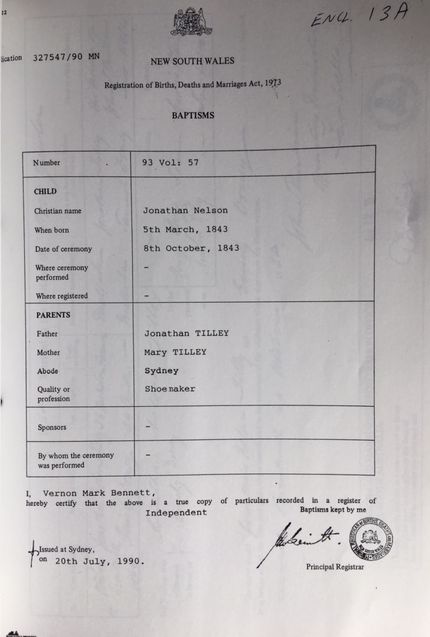 12
ENCL. 13A
ication 327547/90 MN
NEW SOUTH WALES
Registration of Births, Deaths and Marriages Act, 1973
BAPTISMS
Number 93 Vol: 57
CHILD
Christian name Jonathan Nelson
When born 5th March, 1843
Date of ceremony 8th October, 1843
Where ceremony performed –
Where registered –
PARENTS
Father Jonathan TILLEY
Mother Mary TILLEY
Abode Sydney
Quality or profession Shoemaker
Sponsors –
By whom the ceremony was performed –
I, Vernon Mark Bennett,
hereby certify that the above is a true copy of particulars recorded in a register of
Independent Baptisms kept by me
Issued at Sydney,
on 20th July, 1990.
Principal Registrar